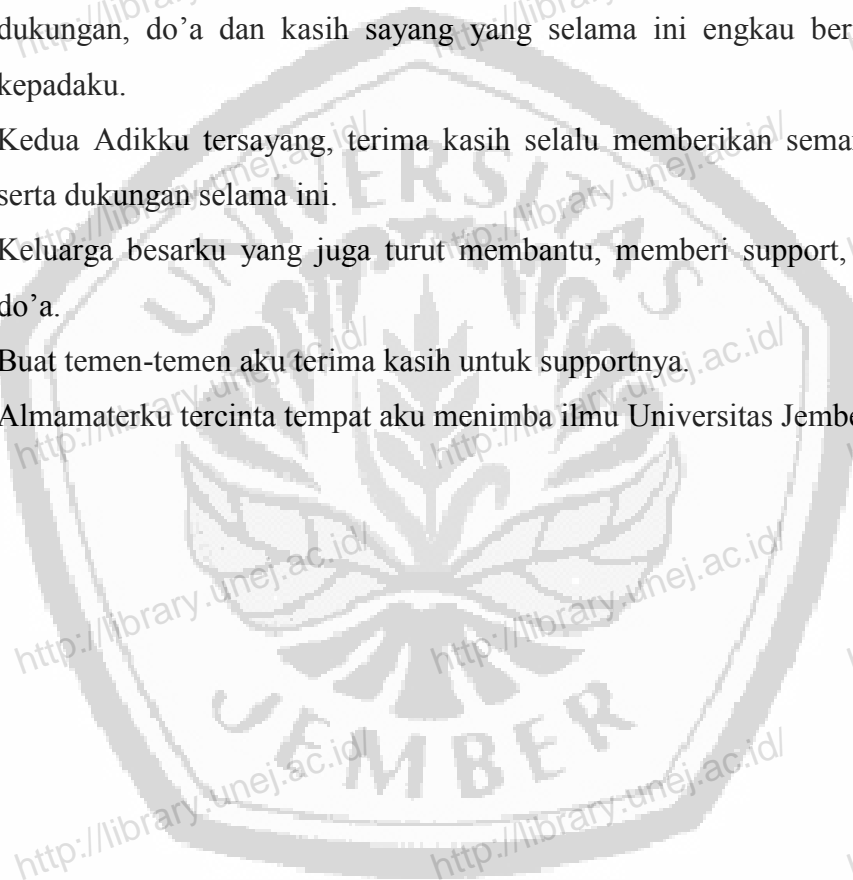 dukungan, do’a dan kasih sayang yang selama ini engkau ber
kepadaku.
Kedua Adikku tersayang, terima kasih selalu memberikan sema
serta dukungan selama ini.
Keluarga besarku yang juga turut membantu, memberi support,
do’a.
Buat temen-temen aku terima kasih untuk supportnya.
Almamaterku tercinta tempat aku menimba ilmu Universitas Jembe
UNIVERSITAS
JEMBER
http://library.unej.ac.id/
http://library.unej.ac.id/
http://library.unej.ac.id/
http://library.unej.ac.id/
http://library.unej.ac.id/
http://library.unej.ac.id/
http://library.unej.ac.id/
http://library.unej.ac.id/